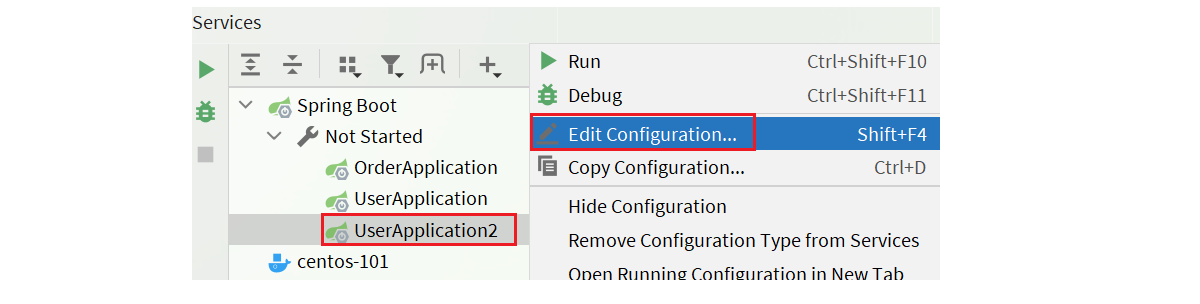 Services
Spring Boot
Not Started
OrderApplication
UserApplication
UserApplication2
centos-101
Run Ctrl+Shift+F10
Debug Ctrl+Shift+F11
Edit Configuration... Shift+F4
Copy Configuration... Ctrl+D
Hide Configuration
Remove Configuration Type from Services
Open Running Configuration in New Tab